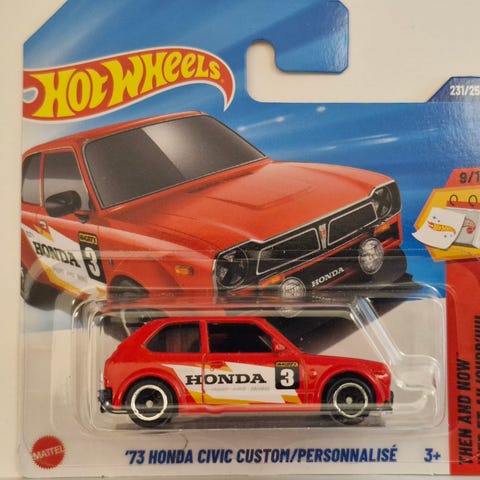 HOT WHEELS
231/25
9/1
HONDA
3
HONDA
HONDA
3
THEN AND NOW
MATTEL
'73 HONDA CIVIC CUSTOM/PERSONNALISÉ
3+